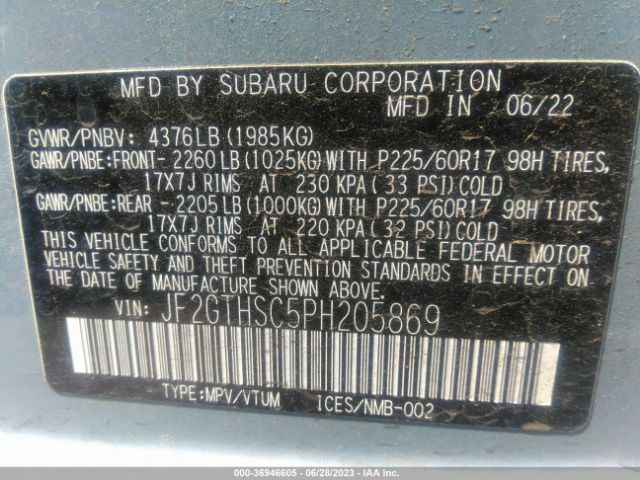 MFD BY SUBARU CORPORATION
MFD IN 06/22
GVWR/PNBV: 4376LB (1985KG)
GAWR/PNBE:FRONT- 2260 LB (1025KG) WITH P225/60R17 98H TIRES,
17X7J RIMS AT 230 KPA ( 33 PSI) COLD
GAWR/PNBE:REAR - 2205 LB (1000KG) WITH P225/60R17 98H TIRES,
17X7J RIMS AT 220 KPA ( 32 PSI) COLD
THIS VEHICLE CONFORMS TO ALL APPLICABLE FEDERAL MOTOR
VEHICLE SAFETY AND THEFT PREVENTION STANDARDS IN EFFECT ON
THE DATE OF MANUFACTURE SHOWN ABOVE.
VIN: JF2GTHSC5PH205869
TYPE:MPV/VTUM ICES/NMB-002
000-36946605 - 06/28/2023 - IAA Inc.